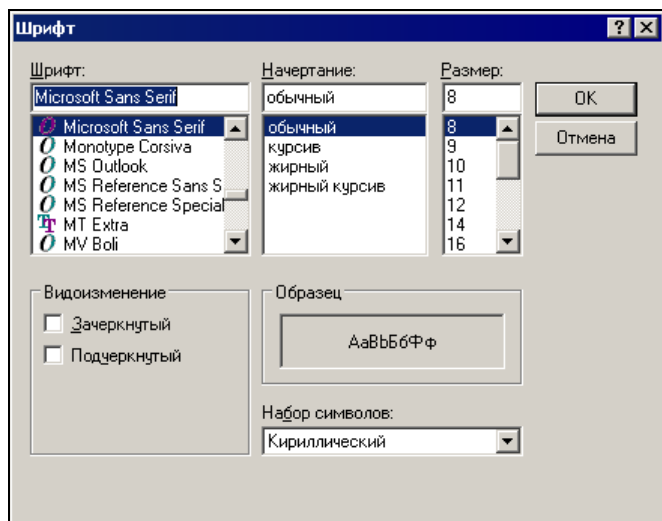 Шрифт
Шрифт:
Microsoft Sans Serif
Microsoft Sans Serif
Monotype Corsiva
MS Outlook
MS Reference Sans S
MS Reference Special
MT Extra
MV Boli
Начертание:
обычный
обычный
курсив
жирный
жирный курсив
Размер:
8
8
9
10
11
12
14
16
OK
Отмена
Видоизменение
Зачеркнутый
Подчеркнутый
Образец
АаВbБбФф
Набор символов:
Кириллический